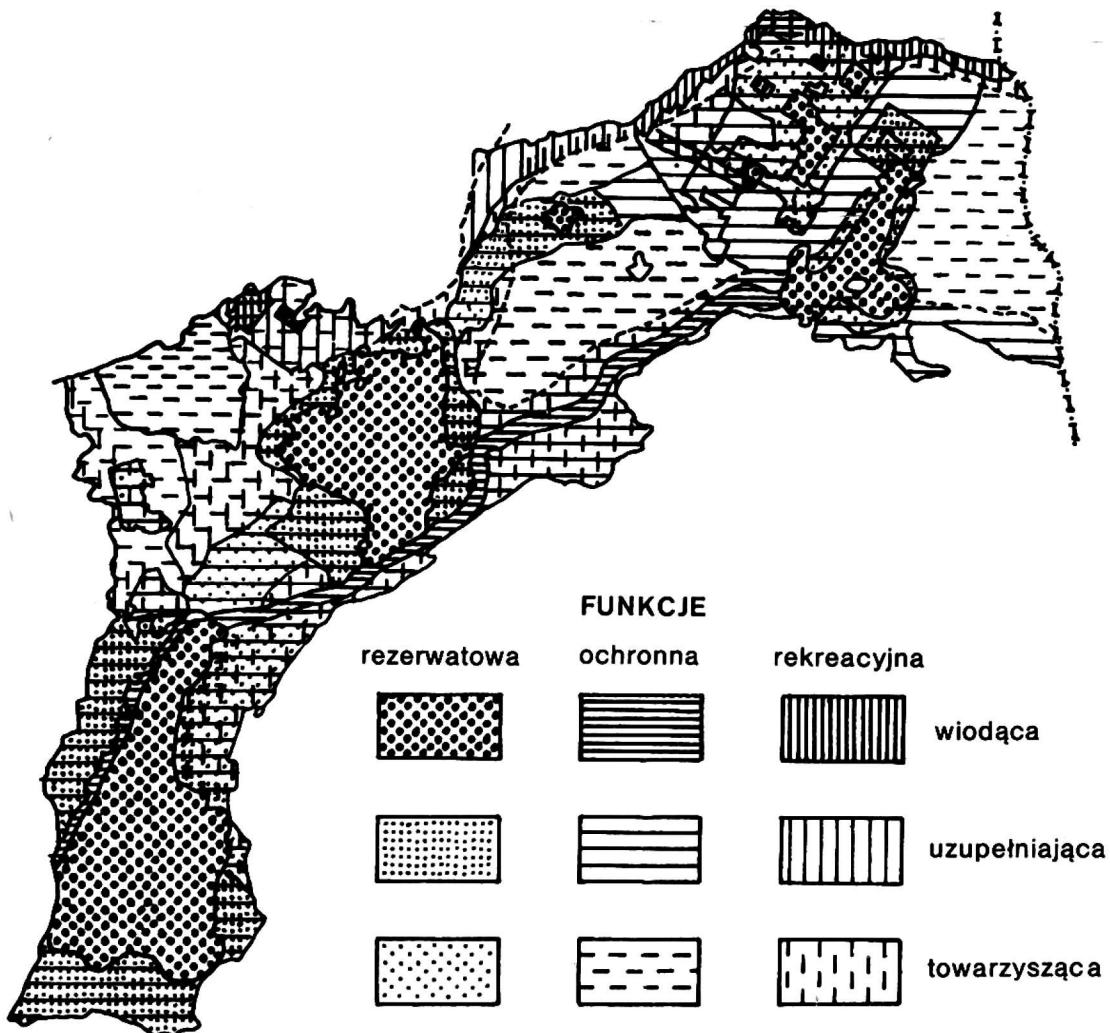 FUNKCJE
rezerwatowa ochronna rekreacyjna
wiodąca
uzupełniająca
towarzysząca